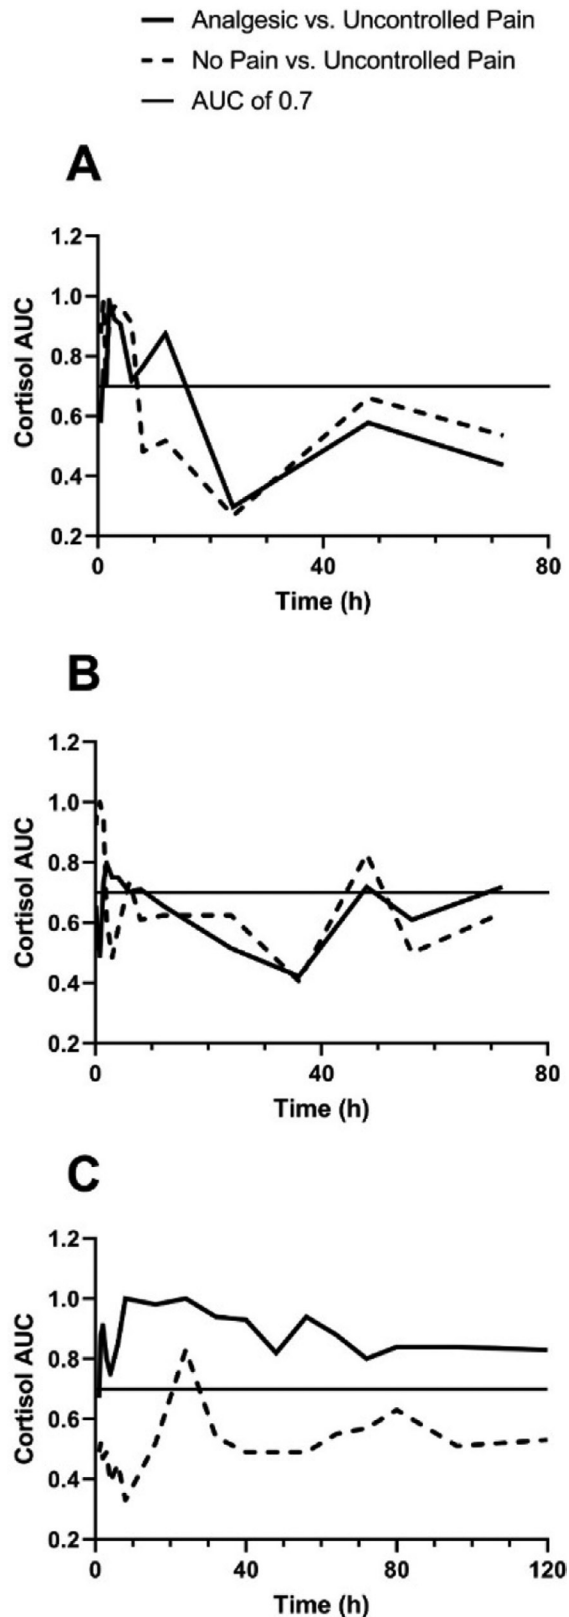 Analgesic vs. Uncontrolled Pain
No Pain vs. Uncontrolled Pain
AUC of 0.7
A
1.2
1.0
0.8
0.6
0.4
0.2
Cortisol AUC
0 40 80
Time (h)
B
1.2
1.0
0.8
0.6
0.4
0.2
Cortisol AUC
0 40 80
Time (h)
C
1.2
1.0
0.8
0.6
0.4
0.2
Cortisol AUC
0 40 80 120
Time (h)